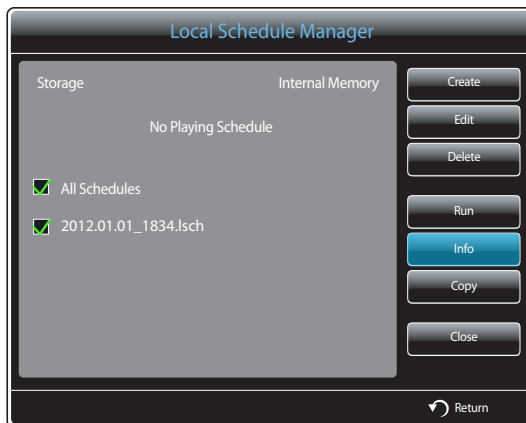 Local Schedule Manager
Storage Internal Memory
No Playing Schedule
All Schedules
2012.01.01_1834.lsch
Create
Edit
Delete
Run
Info
Copy
Close
Return